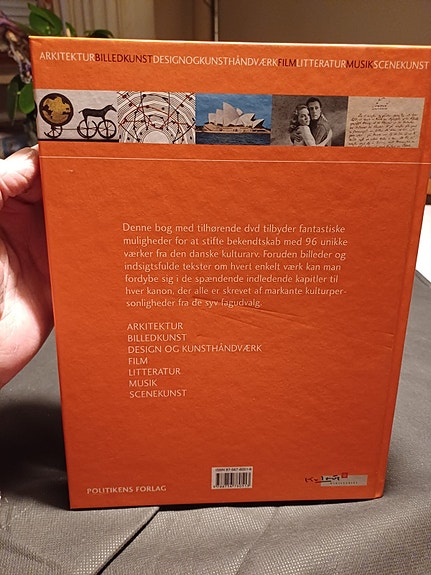 ARKITEKTURBILLEDKUNSTDESIGNOGKUNSTHÅNDVÆRKFILMLITTERATURMUSIKSCENEKUNST
Denne bog med tilhørende dvd tilbyder fantastiske
muligheder for at stifte bekendtskab med 96 unikke
værker fra den danske kulturarv. Foruden billeder og
indsigtsfulde tekster om hvert enkelt værk kan man
fordybe sig i de spændende indledende kapitler til
hver kanon, der alle er skrevet af markante kulturper-
sonligheder fra de syv fagudvalg.
ARKITEKTUR
BILLEDKUNST
DESIGN OG KUNSTHÅNDVÆRK
FILM
LITTERATUR
MUSIK
SCENEKUNST
POLITIKENS FORLAG